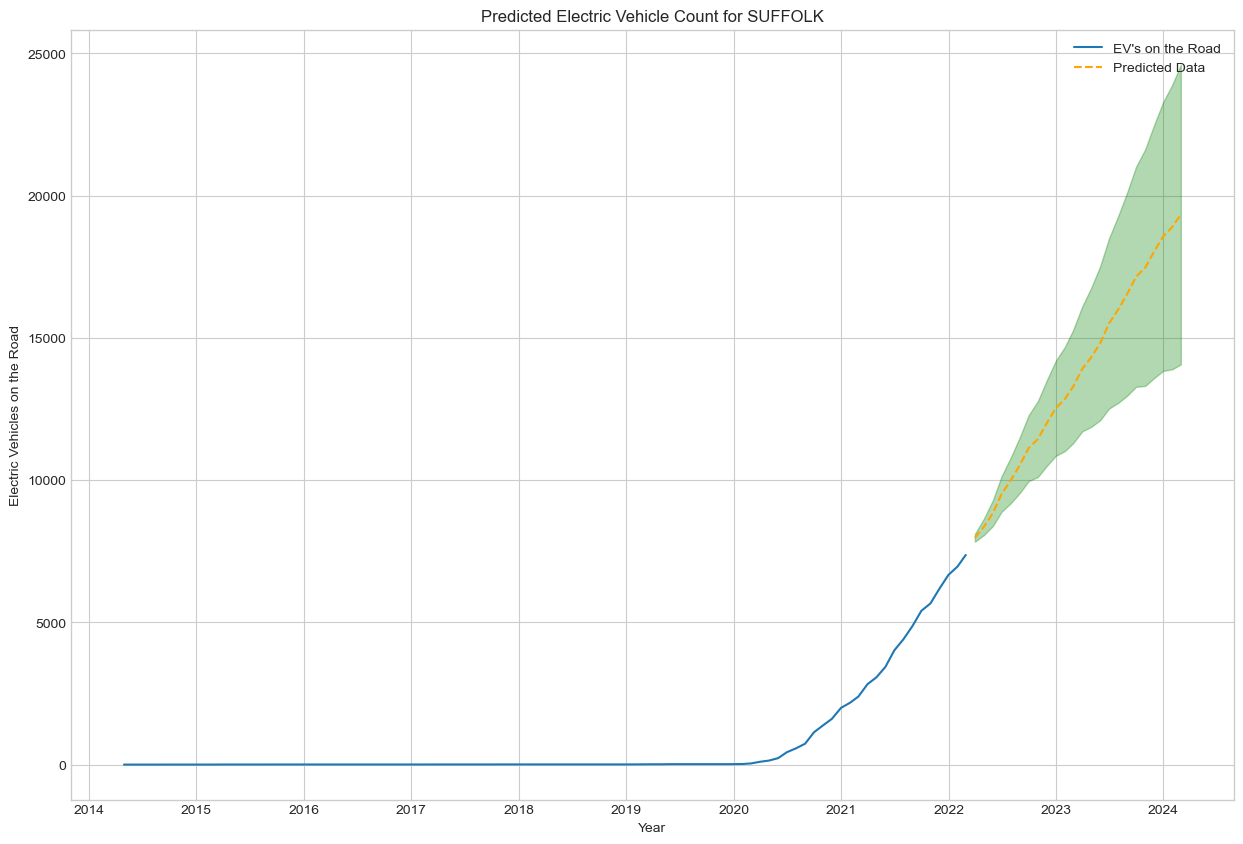 Predicted Electric Vehicle Count for SUFFOLK
EV's on the Road
Predicted Data
Electric Vehicles on the Road
25000
20000
15000
10000
5000
0
2014 2015 2016 2017 2018 2019 2020 2021 2022 2023 2024
Year